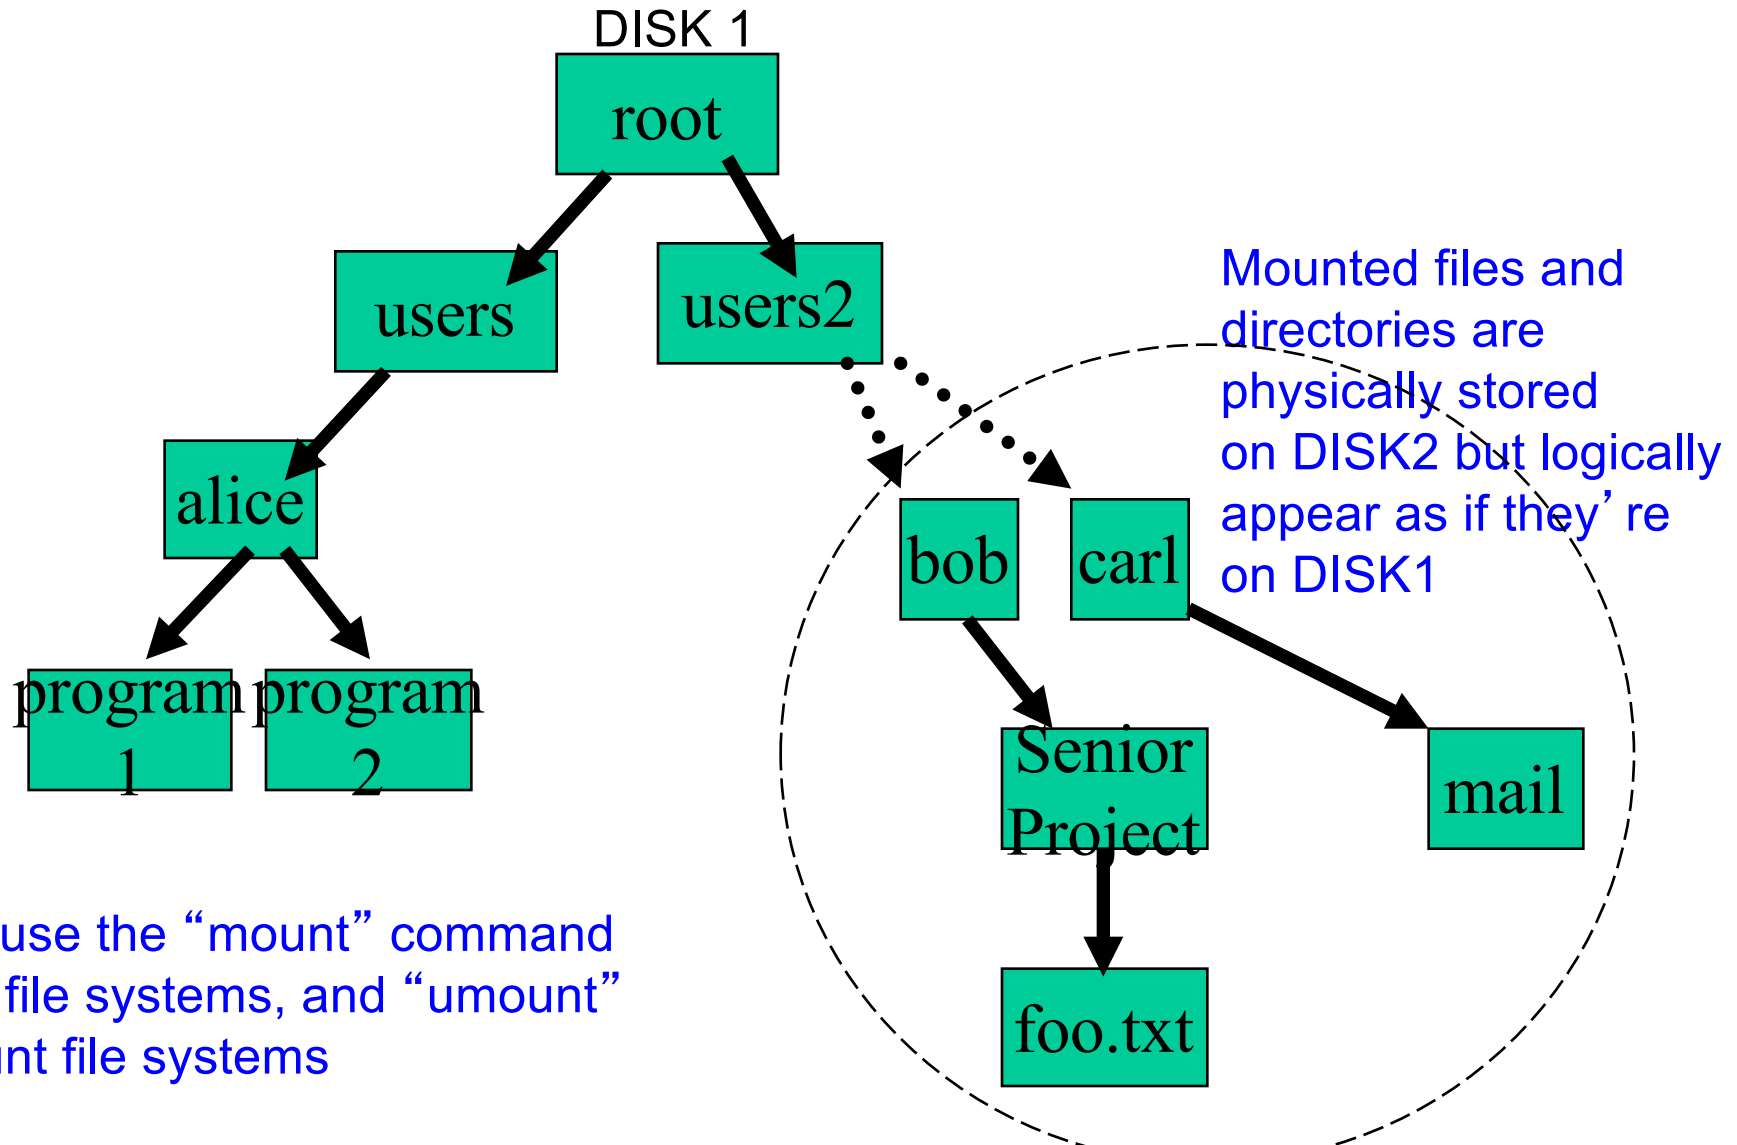 DISK 1
root
users
users2
Mounted files and
directories are
physically stored
on DISK2 but logically
appear as if they’ re
on DISK1
alice
bob
carl
program
1
program
2
Senior
Project
mail
foo.txt
use the “mount” command
file systems, and “umount”
file systems